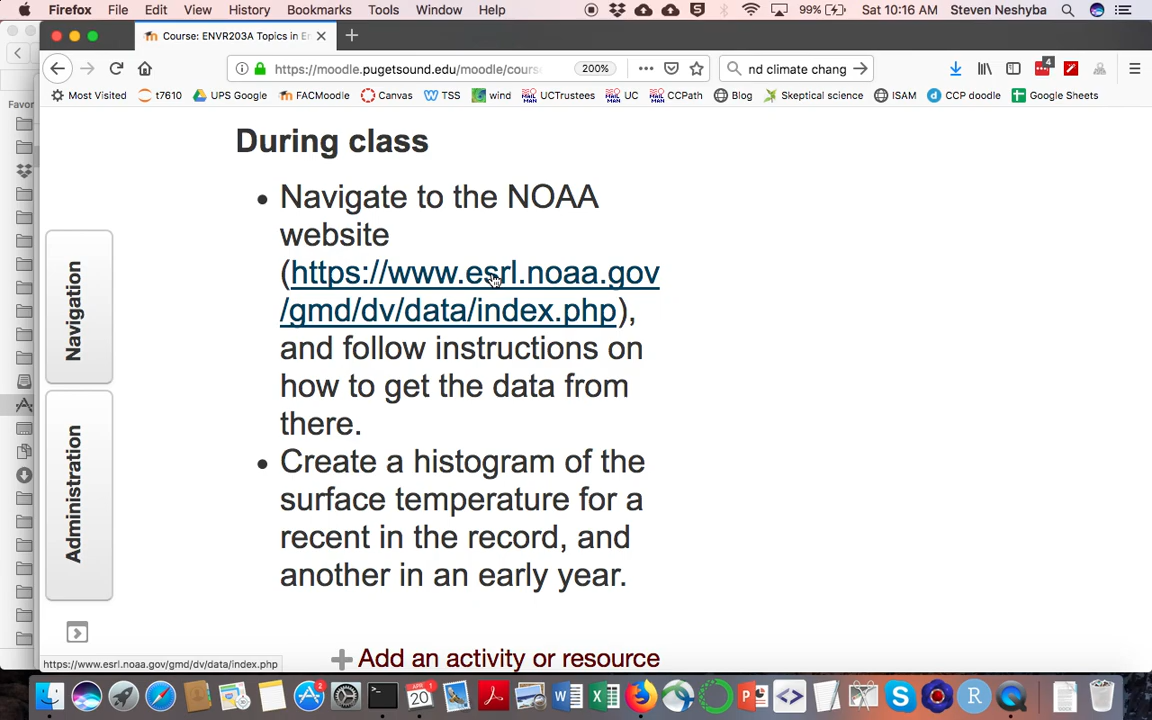 Firefox File Edit View History Bookmarks Tools Window Help 99% Sat 10:16 AM Steven Neshyba
Course: ENVR203A Topics in En
https://moodle.pugetsound.edu/moodle/cours 200% nd climate chang 4
Most Visited t7610 UPS Google FACMoodle Canvas TSS wind UCTrustees UC CCPath Blog Skeptical science ISAM CCP doodle Google Sheets
Favor
During class
Navigate to the NOAA
website
(https://www.esrl.noaa.gov
/gmd/dv/data/index.php),
and follow instructions on
how to get the data from
there.
Create a histogram of the
surface temperature for a
recent in the record, and
another in an early year.
Navigation
Administration
Add an activity or resource
https://www.esrl.noaa.gov/gmd/dv/data/index.php